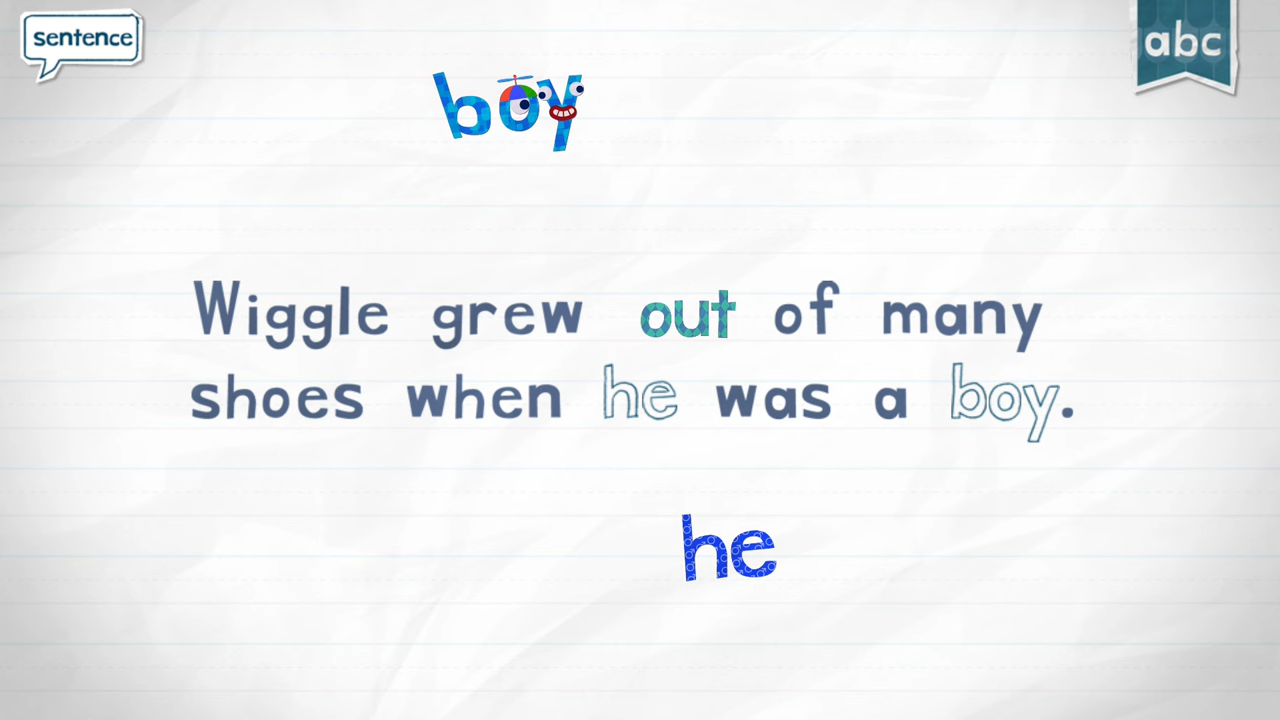 sentence
abc
boy
Wiggle grew out of many
shoes when he was a boy.
he